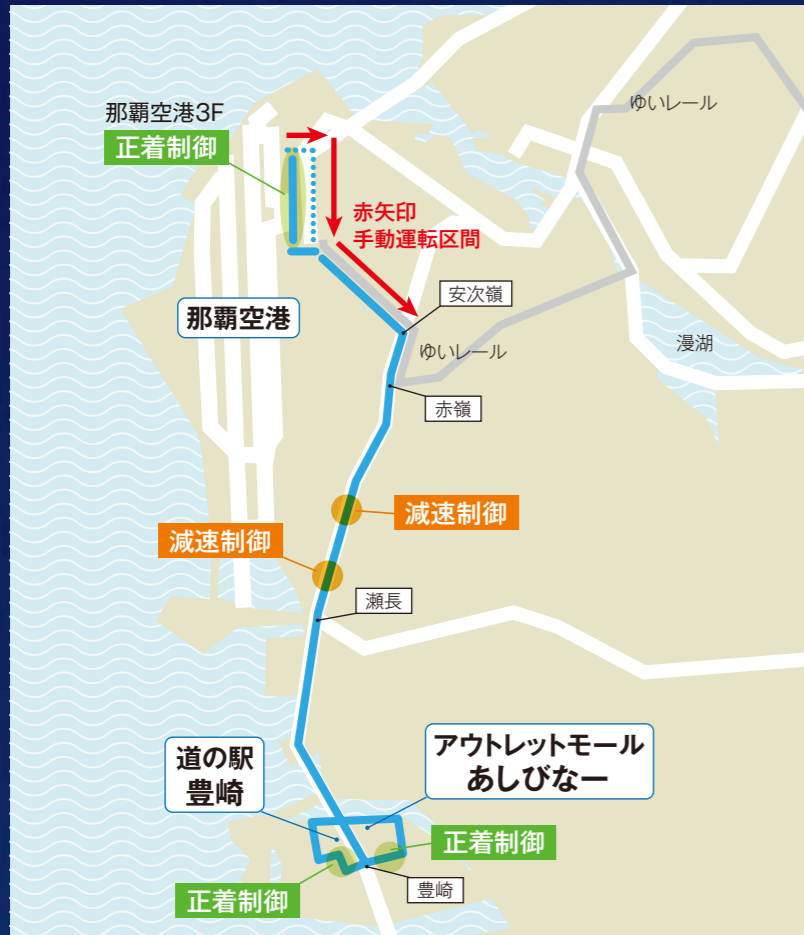 那覇空港3F
正着制御
ゆいレール
赤矢印
手動運転区間
安次嶺
那覇空港
漫湖
ゆいレール
赤嶺
減速制御
減速制御
瀬長
道の駅
豊崎
アウトレットモール
あしびなー
正着制御
豊崎
正着制御